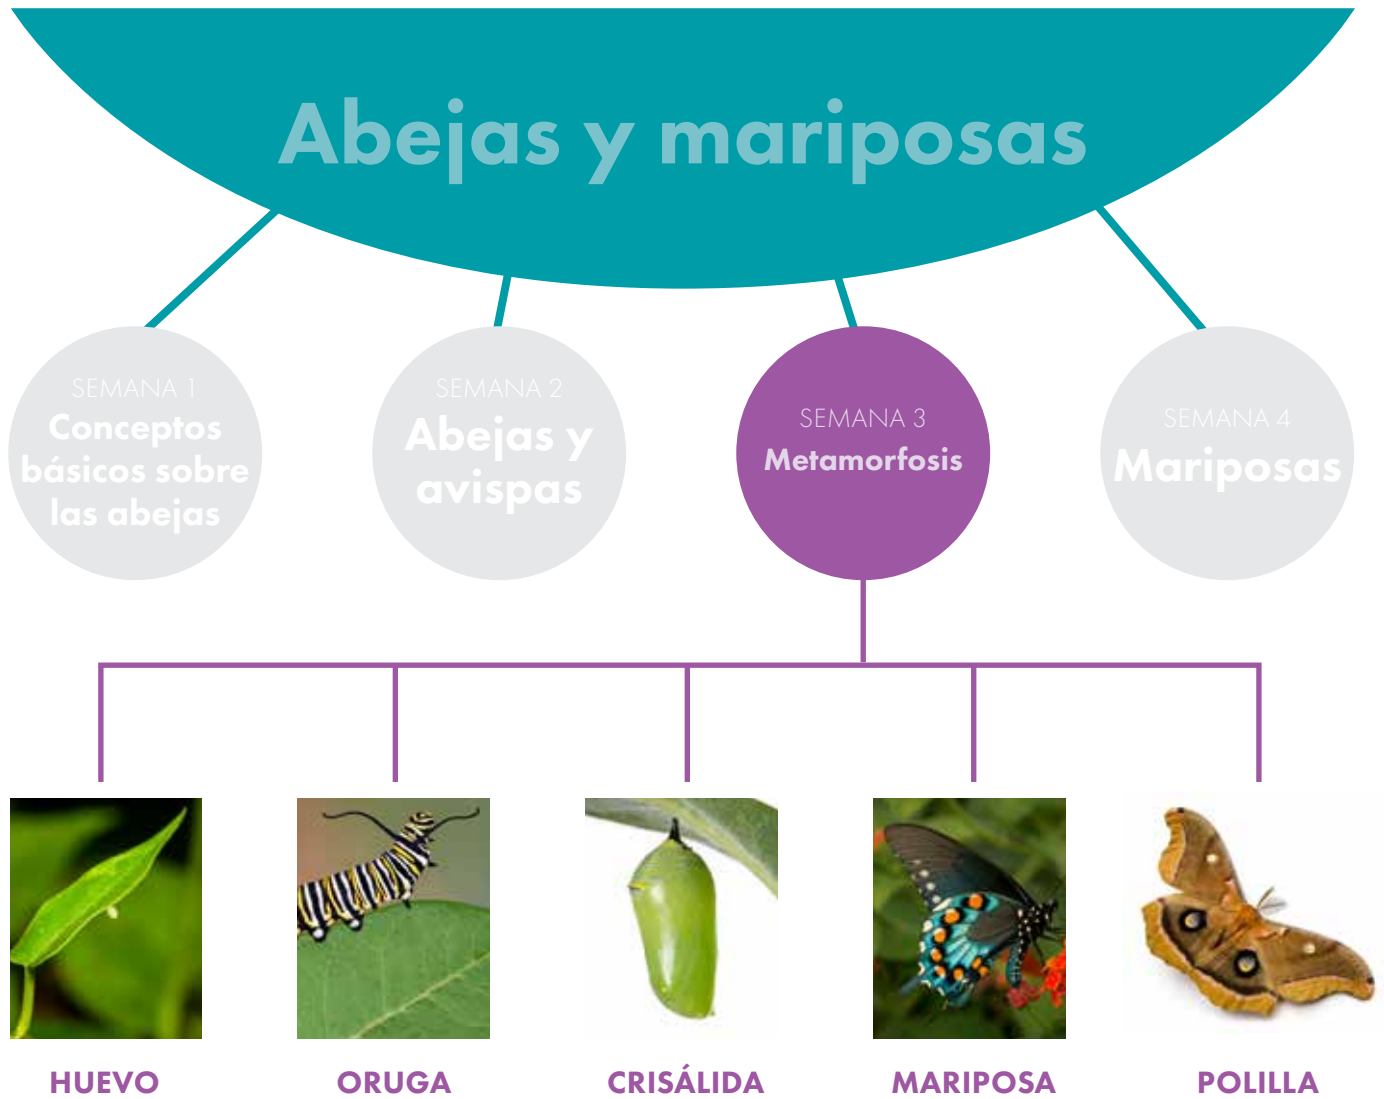 Abejas y mariposas
SEMANA 1
Conceptos
básicos sobre
las abejas
SEMANA 2
Abejas y
avispas
SEMANA 3
Metamorfosis
SEMANA 4
Mariposas
HUEVO
ORUGA
CRISÁLIDA
MARIPOSA
POLILLA